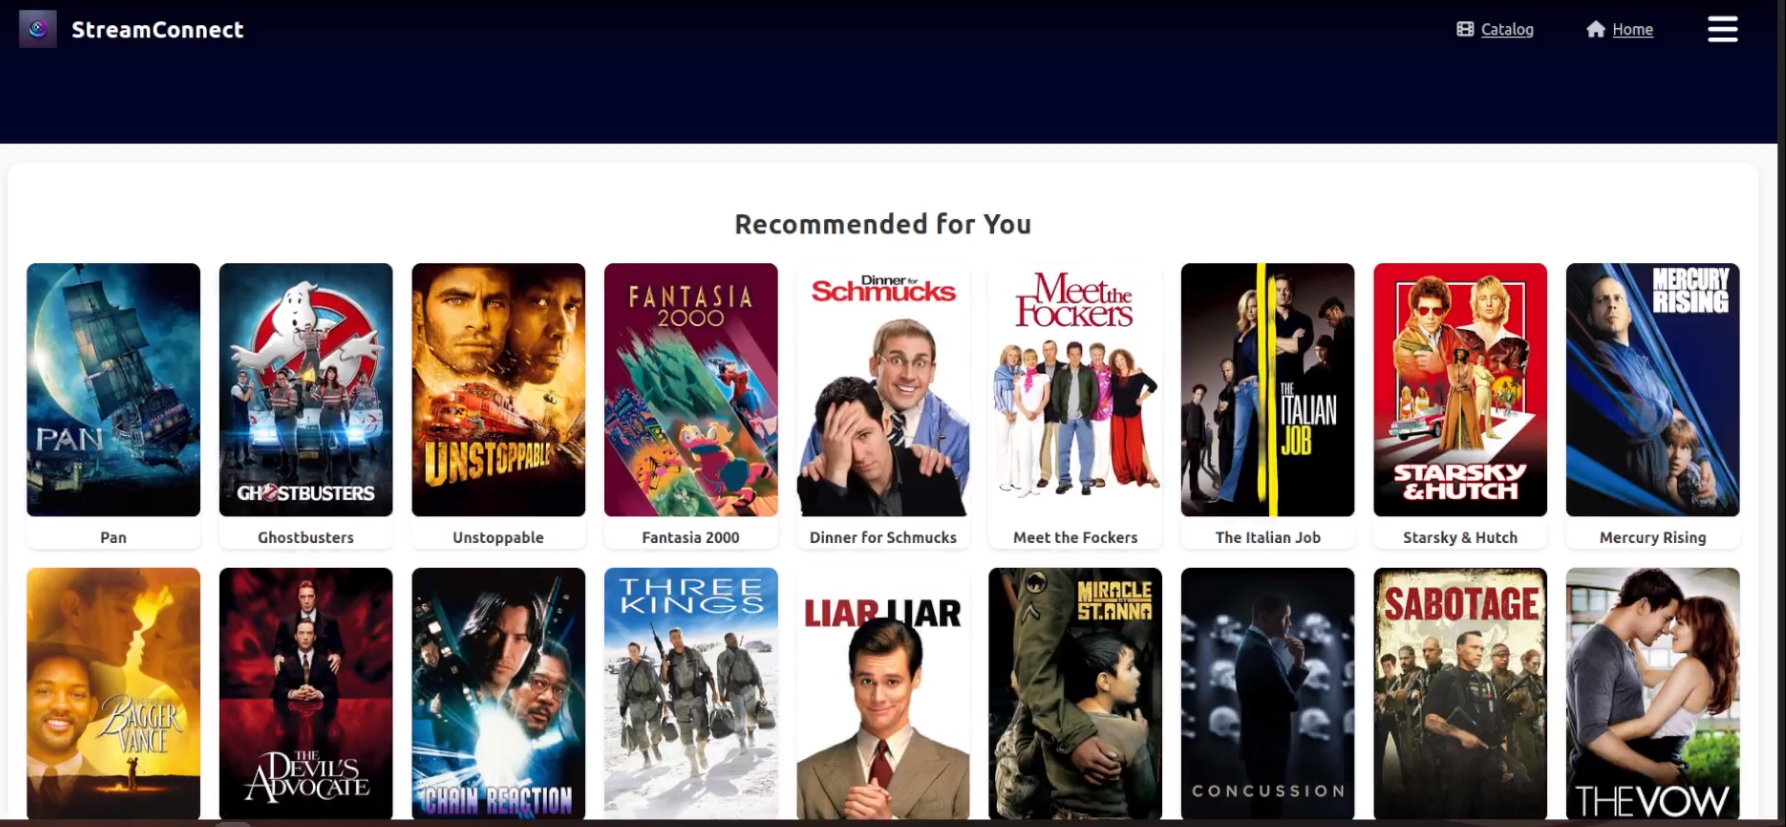 StreamConnect
Catalog
Home
Recommended for You
PAN
GHOSTBUSTERS
UNSTOPPABLE
FANTASIA
2000
Dinner for
Schmucks
Meet the
Fockers
THE
ITALIAN
JOB
STARSKY
& HUTCH
MERCURY
RISING
Pan
Ghostbusters
Unstoppable
Fantasia 2000
Dinner for Schmucks
Meet the Fockers
The Italian Job
Starsky & Hutch
Mercury Rising
BAGGER
VANCE
THE
DEVIL'S
ADVOCATE
CHAIN REACTION
THREE
KINGS
LIAR LIAR
MIRACLE
AT
ST. ANNA
CONCUSSION
SABOTAGE
THE VOW